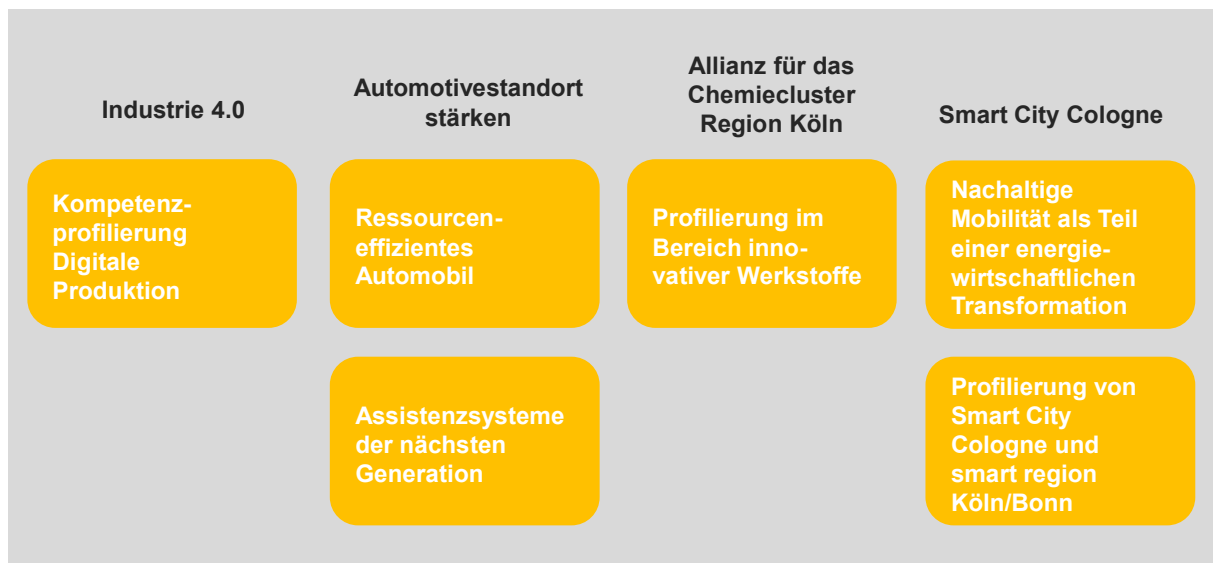 Industrie 4.0
Automotivestandort
stärken
Allianz für das
Chemiecluster
Region Köln
Smart City Cologne
Kompetenz-
profilierung
Digitale
Produktion
Ressourcen-
effizientes
Automobil
Profilierung im
Bereich inno-
vativer Werkstoffe
Nachaltige
Mobilität als Teil
einer energie-
wirtschaftlichen
Transformation
Assistenzsysteme
der nächsten
Generation
Profilierung von
Smart City
Cologne und
smart region
Köln/Bonn